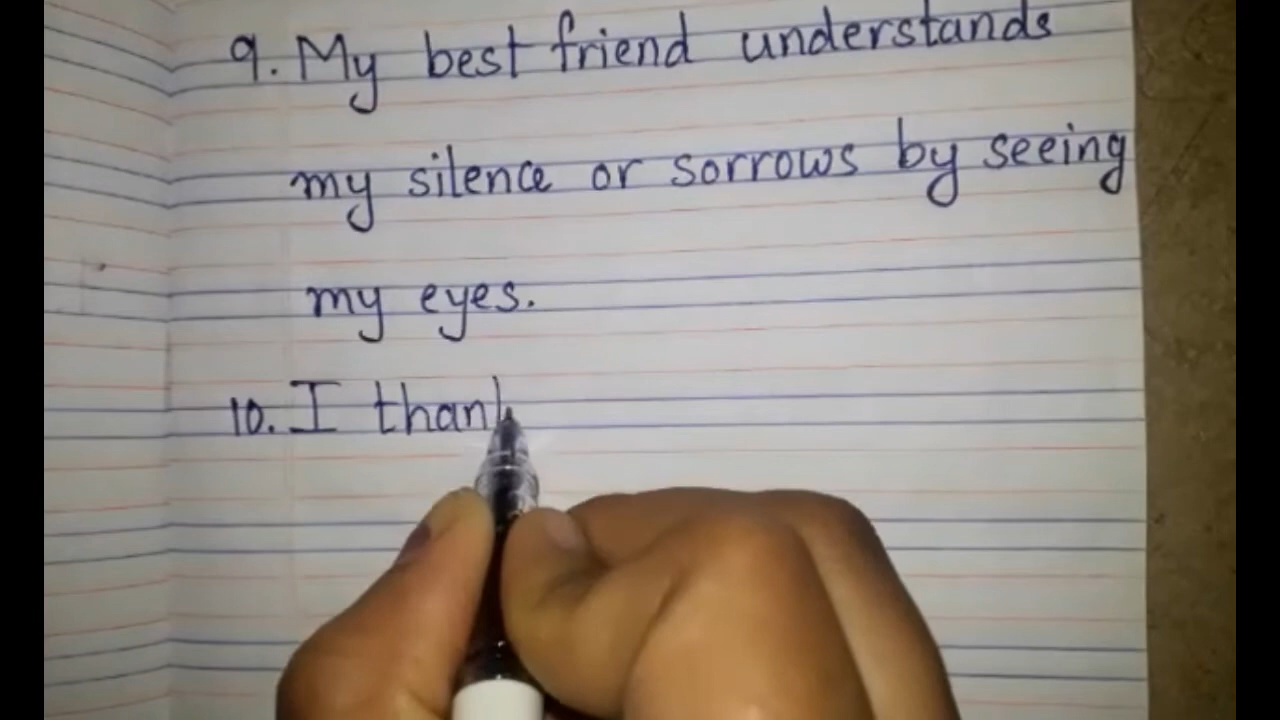 9. My best friend understands
my silence or sorrows by seeing
my eyes.
10. I than